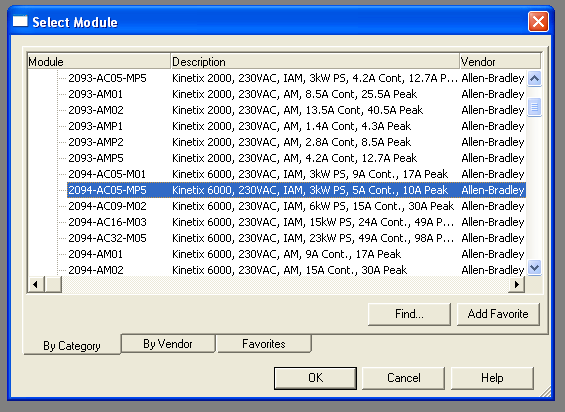 Select Module
Module Description Vendor
2093-AC05-MP5 Kinetix 2000, 230VAC, IAM, 3kW PS, 4.2A Cont, 12.7A P... Allen-Bradley
2093-AM01 Kinetix 2000, 230VAC, AM, 8.5A Cont, 25.5A Peak Allen-Bradley
2093-AM02 Kinetix 2000, 230VAC, AM, 13.5A Cont, 40.5A Peak Allen-Bradley
2093-AMP1 Kinetix 2000, 230VAC, AM, 1.4A Cont, 4.3A Peak Allen-Bradley
2093-AMP2 Kinetix 2000, 230VAC, AM, 2.8A Cont, 8.5A Peak Allen-Bradley
2093-AMP5 Kinetix 2000, 230VAC, AM, 4.2A Cont, 12.7A Peak Allen-Bradley
2094-AC05-M01 Kinetix 6000, 230VAC, IAM, 3kW PS, 9A Cont., 17A Peak Allen-Bradley
2094-AC05-MP5 Kinetix 6000, 230VAC, IAM, 3kW PS, 5A Cont., 10A Peak Allen-Bradley
2094-AC09-M02 Kinetix 6000, 230VAC, IAM, 6kW PS, 15A Cont., 30A Peak Allen-Bradley
2094-AC16-M03 Kinetix 6000, 230VAC, IAM, 15kW PS, 24A Cont., 49A P... Allen-Bradley
2094-AC32-M05 Kinetix 6000, 230VAC, IAM, 23kW PS, 49A Cont., 98A P... Allen-Bradley
2094-AM01 Kinetix 6000, 230VAC, AM, 9A Cont., 17A Peak Allen-Bradley
2094-AM02 Kinetix 6000, 230VAC, AM, 15A Cont., 30A Peak Allen-Bradley
Find... Add Favorite
By Category By Vendor Favorites
OK Cancel Help